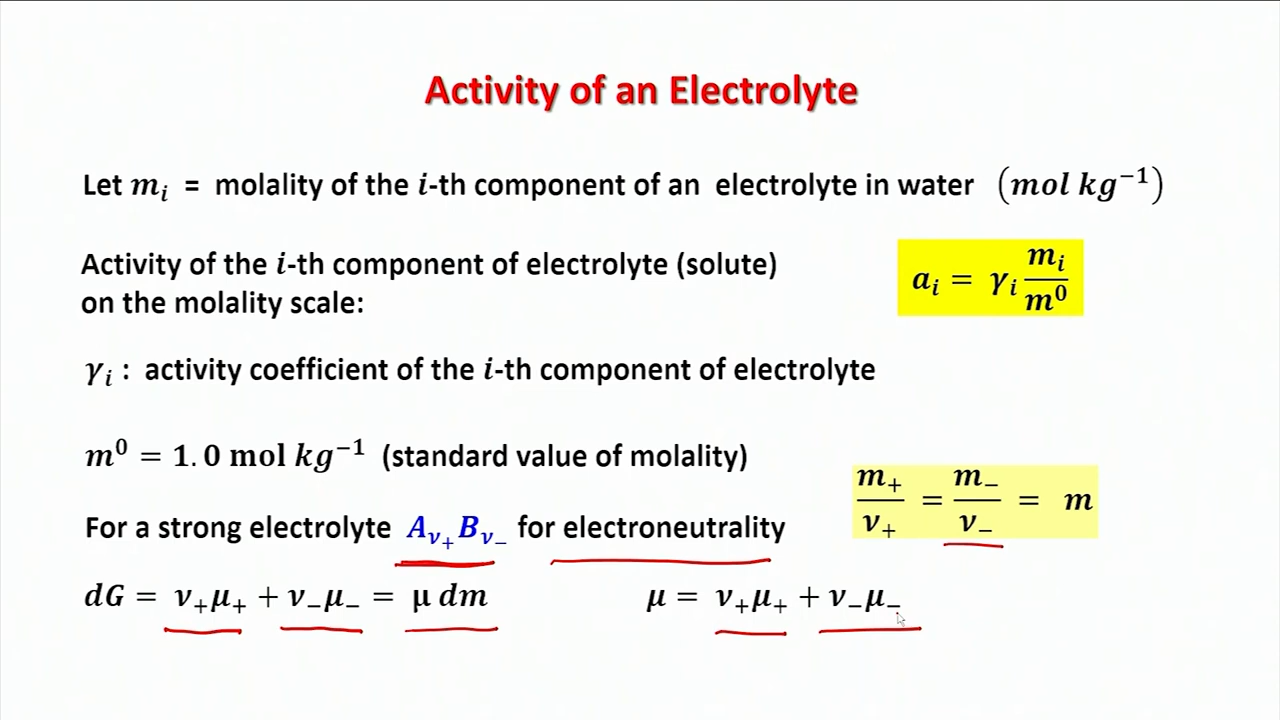 Activity of an Electrolyte
Let mᵢ = molality of the i-th component of an electrolyte in water (mol kg⁻¹)
Activity of the i-th component of electrolyte (solute)
on the molality scale:
aᵢ = γᵢ mᵢ/m⁰
γᵢ : activity coefficient of the i-th component of electrolyte
m⁰ = 1.0 mol kg⁻¹ (standard value of molality)
m₊/ν₊ = m₋/ν₋ = m
For a strong electrolyte A_ν₊ B_ν₋ for electroneutrality
dG = ν₊μ₊ + ν₋μ₋ = μ dm
μ = ν₊μ₊ + ν₋μ₋